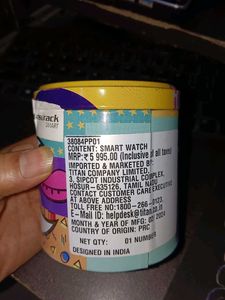 SMART
38084PP01
CONTENT: SMART WATCH
MRP: ₹ 5 995.00 (Inclusive of all taxes)
IMPORTED & MARKETED BY:
TITAN COMPANY LIMITED,
3, SIPCOT INDUSTRIAL COMPLEX,
HOSUR - 635126, TAMIL NADU
CONTACT CUSTOMER CARE EXECUTIVE
AT ABOVE ADDRESS
TOLL FREE NO:1800-266-0123,
E-Mail ID: helpdesk@titan.co.in
MONTH & YEAR OF MFG: 2024
COUNTRY OF ORIGIN: PRC
NET QTY: 01 NUMBER
DESIGNED IN INDIA